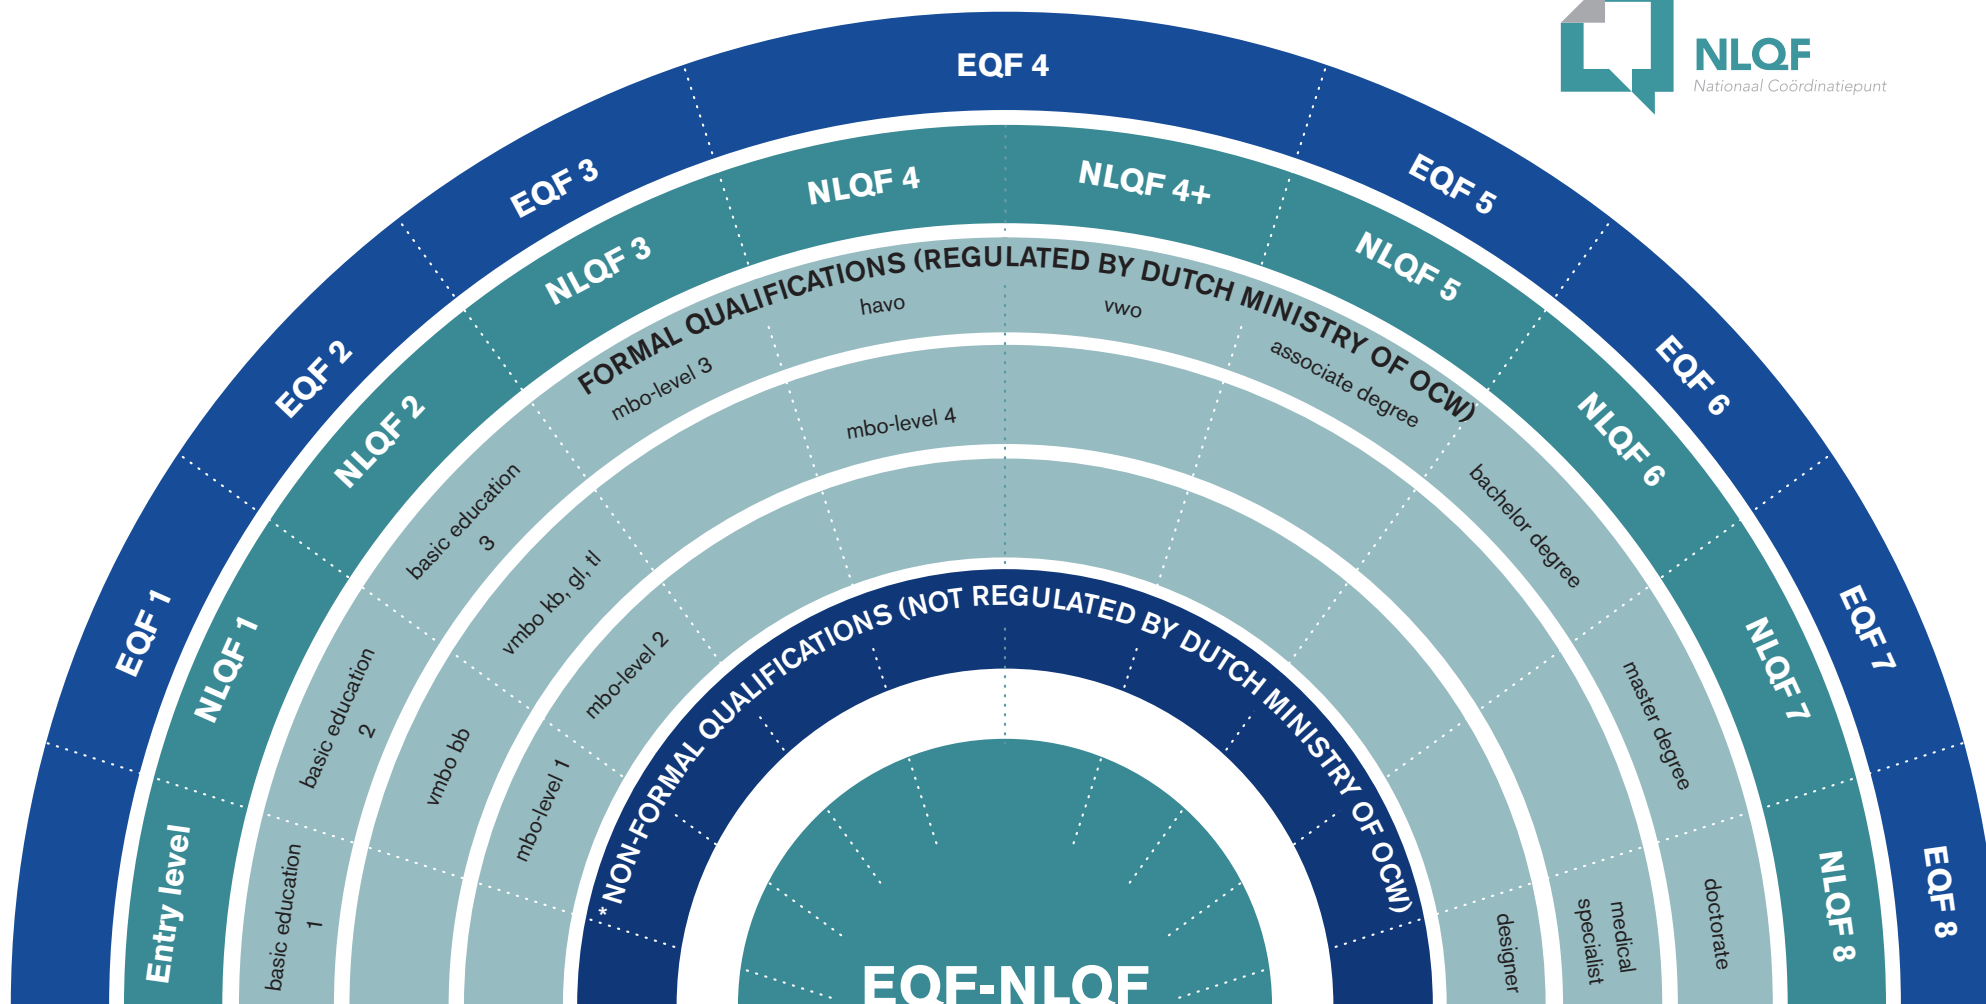 NLQF
Nationaal Coördinatiepunt
EQF 1
EQF 2
EQF 3
EQF 4
EQF 5
EQF 6
EQF 7
EQF 8
Entry level
NLQF 1
NLQF 2
NLQF 3
NLQF 4
NLQF 4+
NLQF 5
NLQF 6
NLQF 7
NLQF 8
FORMAL QUALIFICATIONS (REGULATED BY DUTCH MINISTRY OF OCW)
basic education
1
basic education
2
basic education
3
mbo-level 3
havo
vwo
associate degree
bachelor degree
master degree
doctorate
vmbo bb
vmbo kb, gl, tl
mbo-level 4
medical
specialist
mbo-level 1
mbo-level 2
designer
* NON-FORMAL QUALIFICATIONS (NOT REGULATED BY DUTCH MINISTRY OF OCW)
EQF-NLQF